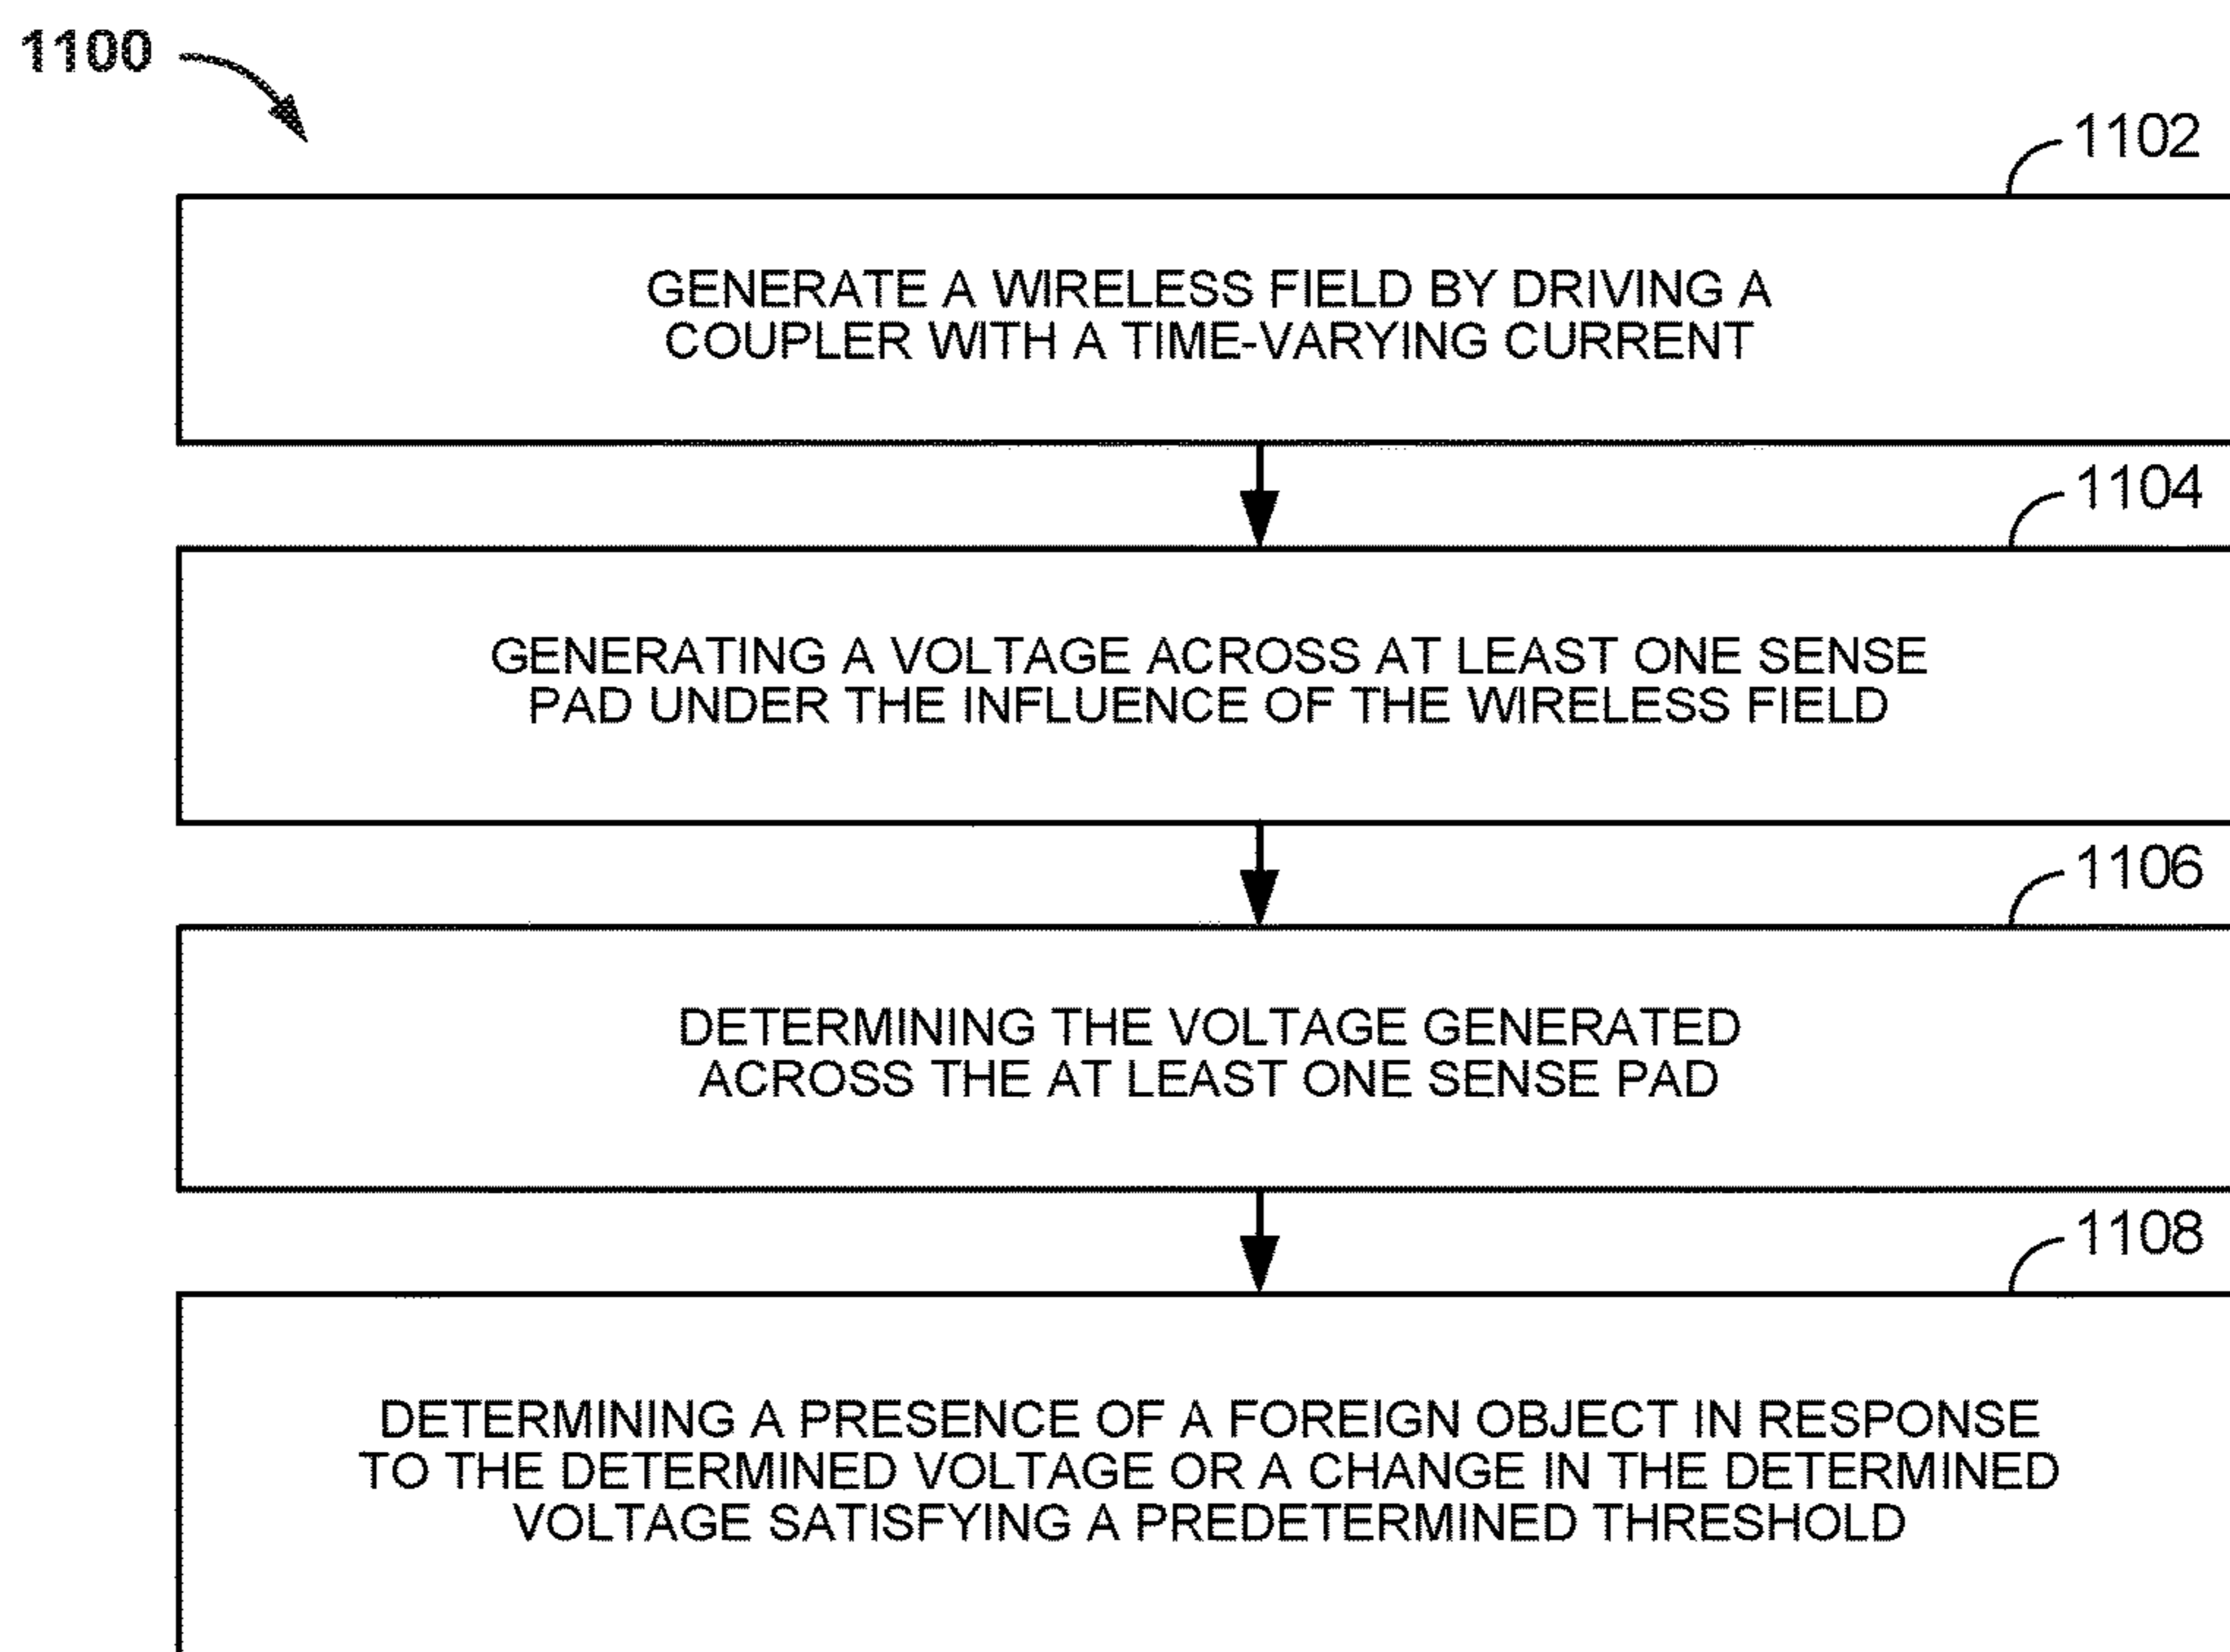 1100
1102
GENERATE A WIRELESS FIELD BY DRIVING A
COUPLER WITH A TIME-VARYING CURRENT
1104
GENERATING A VOLTAGE ACROSS AT LEAST ONE SENSE
PAD UNDER THE INFLUENCE OF THE WIRELESS FIELD
1106
DETERMINING THE VOLTAGE GENERATED
ACROSS THE AT LEAST ONE SENSE PAD
1108
DETERMINING A PRESENCE OF A FOREIGN OBJECT IN RESPONSE
TO THE DETERMINED VOLTAGE OR A CHANGE IN THE DETERMINED
VOLTAGE SATISFYING A PREDETERMINED THRESHOLD